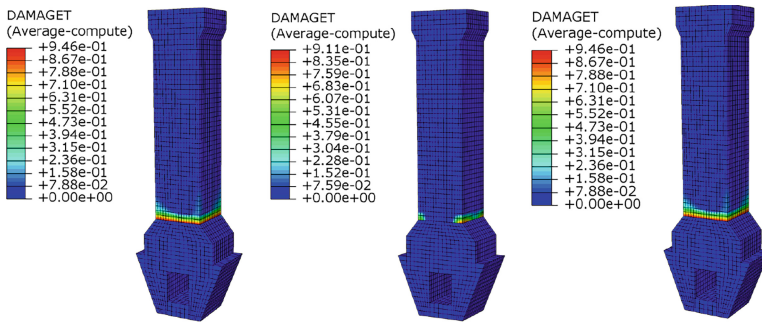 DAMAGET
(Average-compute)
+9.46e-01
+8.67e-01
+7.88e-01
+7.10e-01
+6.31e-01
+5.52e-01
+4.73e-01
+3.94e-01
+3.15e-01
+2.36e-01
+1.58e-01
+7.88e-02
+0.00e+00
DAMAGET
(Average-compute)
+9.11e-01
+8.35e-01
+7.59e-01
+6.83e-01
+6.07e-01
+5.31e-01
+4.55e-01
+3.79e-01
+3.04e-01
+2.28e-01
+1.52e-01
+7.59e-02
+0.00e+00
DAMAGET
(Average-compute)
+9.46e-01
+8.67e-01
+7.88e-01
+7.10e-01
+6.31e-01
+5.52e-01
+4.73e-01
+3.94e-01
+3.15e-01
+2.36e-01
+1.58e-01
+7.88e-02
+0.00e+00